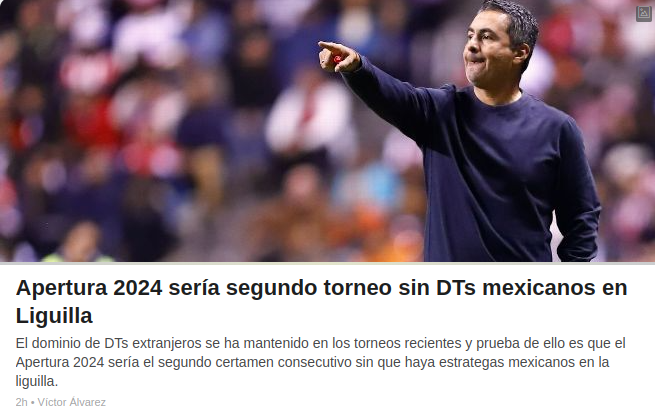 Apertura 2024 sería segundo torneo sin DTs mexicanos en
Liguilla
El dominio de DTs extranjeros se ha mantenido en los torneos recientes y prueba de ello es que el
Apertura 2024 sería el segundo certamen consecutivo sin que haya estrategas mexicanos en la
liguilla.
2h • Víctor Álvarez